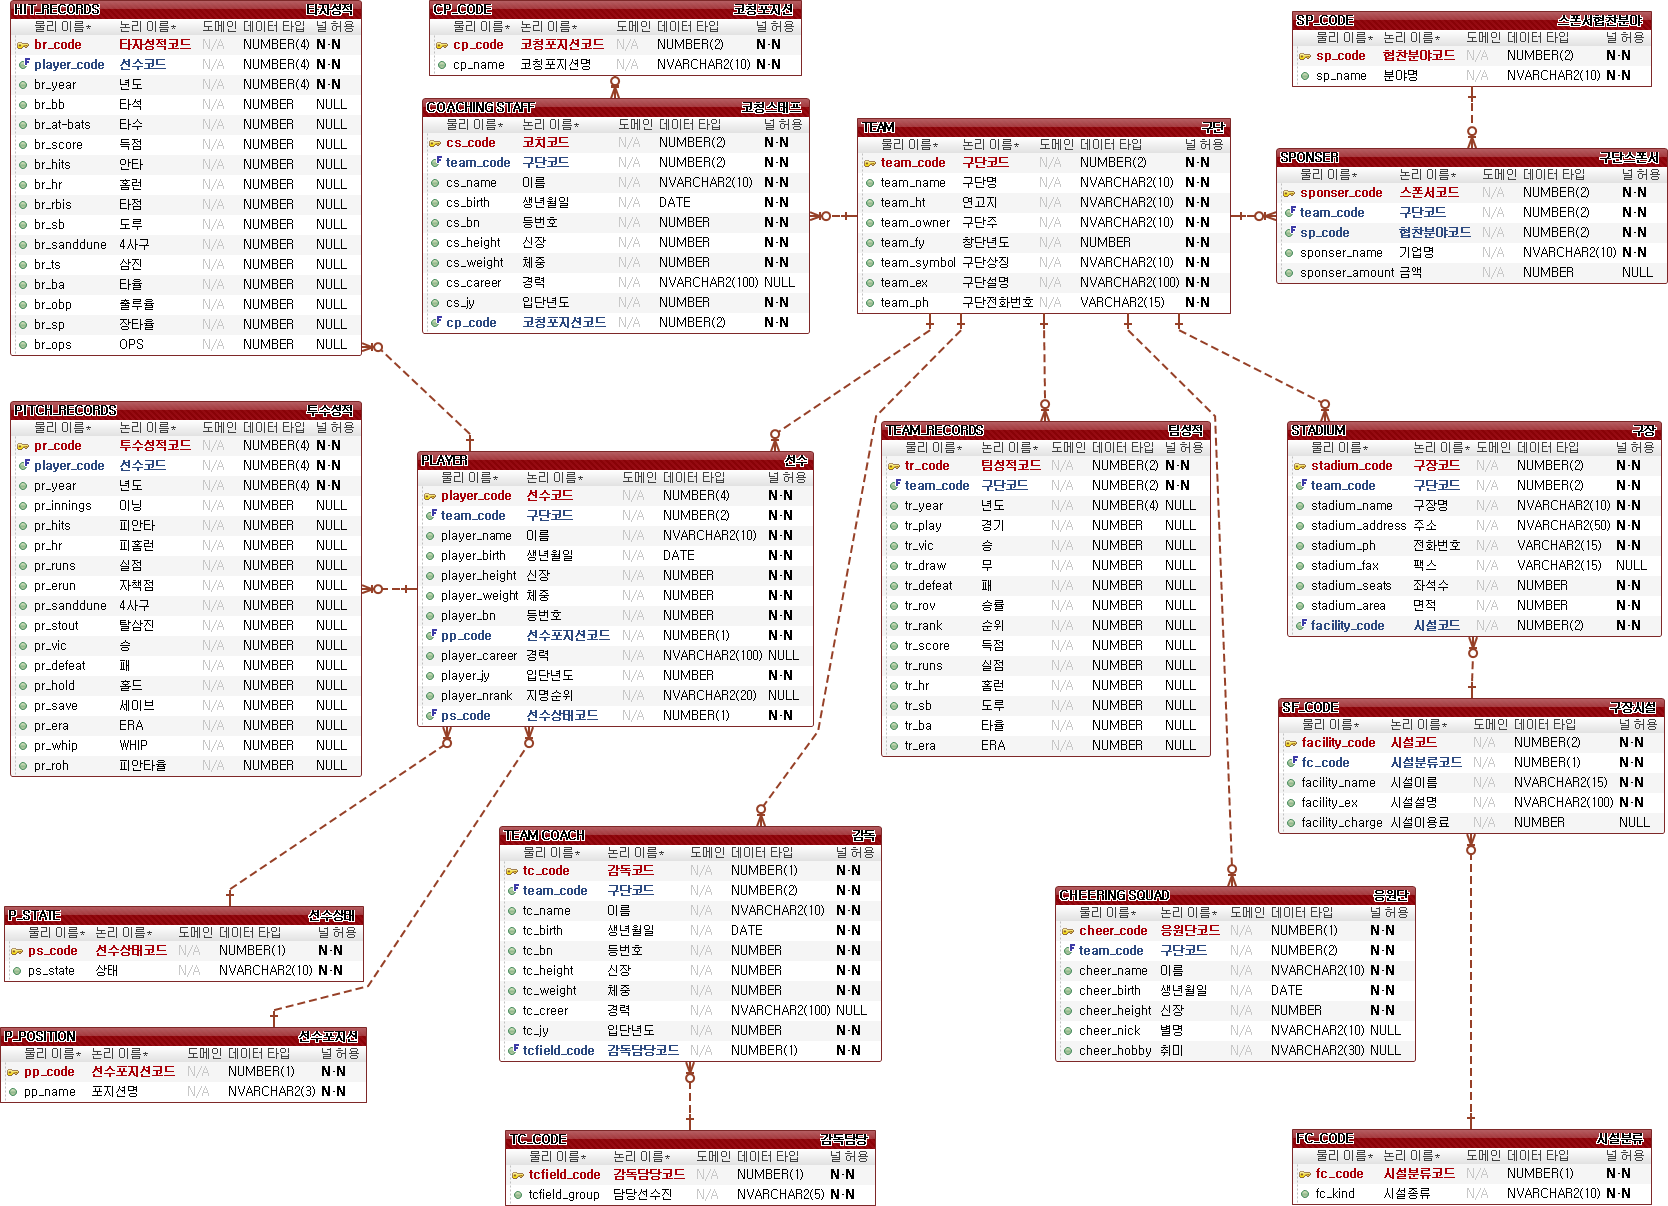 HIT_RECORDS 타자성적
물리 이름* 논리 이름* 도메인 데이터 타입 널 허용
br_code 타자성적코드 N/A NUMBER(4) N-N
player_code 선수코드 N/A NUMBER(4) N-N
br_year 년도 N/A NUMBER(4) N-N
br_bb 타석 N/A NUMBER NULL
br_at-bats 타수 N/A NUMBER NULL
br_score 득점 N/A NUMBER NULL
br_hits 안타 N/A NUMBER NULL
br_hr 홈런 N/A NUMBER NULL
br_rbis 타점 N/A NUMBER NULL
br_sb 도루 N/A NUMBER NULL
br_sanddune 4사구 N/A NUMBER NULL
br_ts 삼진 N/A NUMBER NULL
br_ba 타율 N/A NUMBER NULL
br_obp 출루율 N/A NUMBER NULL
br_sp 장타율 N/A NUMBER NULL
br_ops OPS N/A NUMBER NULL
CP_CODE 코칭포지션
물리 이름* 논리 이름* 도메인 데이터 타입 널 허용
cp_code 코칭포지션코드 N/A NUMBER(2) N-N
cp_name 코칭포지션명 N/A NVARCHAR2(10) N-N
COACHING STAFF 코칭스태프
물리 이름* 논리 이름* 도메인 데이터 타입 널 허용
cs_code 코치코드 N/A NUMBER(2) N-N
team_code 구단코드 N/A NUMBER(2) N-N
cs_name 이름 N/A NVARCHAR2(10) N-N
cs_birth 생년월일 N/A DATE N-N
cs_bn 등번호 N/A NUMBER N-N
cs_height 신장 N/A NUMBER N-N
cs_weight 체중 N/A NUMBER N-N
cs_career 경력 N/A NVARCHAR2(100) NULL
cs_jy 입단년도 N/A NUMBER N-N
cp_code 코칭포지션코드 N/A NUMBER(2) N-N
TEAM 구단
물리 이름* 논리 이름* 도메인 데이터 타입 널 허용
team_code 구단코드 N/A NUMBER(2) N-N
team_name 구단명 N/A NVARCHAR2(10) N-N
team_ht 연고지 N/A NVARCHAR2(10) N-N
team_owner 구단주 N/A NVARCHAR2(10) N-N
team_fy 창단년도 N/A NUMBER N-N
team_symbol 구단상징 N/A NVARCHAR2(10) N-N
team_ex 구단설명 N/A NVARCHAR2(100) N-N
team_ph 구단전화번호 N/A VARCHAR2(15) N-N
SP_CODE 스폰서협찬분야
물리 이름* 논리 이름* 도메인 데이터 타입 널 허용
sp_code 협찬분야코드 N/A NUMBER(2) N-N
sp_name 분야명 N/A NVARCHAR2(10) N-N
SPONSER 구단스폰서
물리 이름* 논리 이름* 도메인 데이터 타입 널 허용
sponser_code 스폰서코드 N/A NUMBER(2) N-N
team_code 구단코드 N/A NUMBER(2) N-N
sp_code 협찬분야코드 N/A NUMBER(2) N-N
sponser_name 기업명 N/A NVARCHAR2(10) N-N
sponser_amount 금액 N/A NUMBER NULL
PITCH_RECORDS 투수성적
물리 이름* 논리 이름* 도메인 데이터 타입 널 허용
pr_code 투수성적코드 N/A NUMBER(4) N-N
player_code 선수코드 N/A NUMBER(4) N-N
pr_year 년도 N/A NUMBER(4) N-N
pr_innings 이닝 N/A NUMBER NULL
pr_hits 피안타 N/A NUMBER NULL
pr_hr 피홈런 N/A NUMBER NULL
pr_runs 실점 N/A NUMBER NULL
pr_erun 자책점 N/A NUMBER NULL
pr_sanddune 4사구 N/A NUMBER NULL
pr_stout 탈삼진 N/A NUMBER NULL
pr_vic 승 N/A NUMBER NULL
pr_defeat 패 N/A NUMBER NULL
pr_hold 홀드 N/A NUMBER NULL
pr_save 세이브 N/A NUMBER NULL
pr_era ERA N/A NUMBER NULL
pr_whip WHIP N/A NUMBER NULL
pr_roh 피안타율 N/A NUMBER NULL
PLAYER 선수
물리 이름* 논리 이름* 도메인 데이터 타입 널 허용
player_code 선수코드 N/A NUMBER(4) N-N
team_code 구단코드 N/A NUMBER(2) N-N
player_name 이름 N/A NVARCHAR2(10) N-N
player_birth 생년월일 N/A DATE N-N
player_height 신장 N/A NUMBER N-N
player_weight 체중 N/A NUMBER N-N
player_bn 등번호 N/A NUMBER N-N
pp_code 선수포지션코드 N/A NUMBER(1) N-N
player_career 경력 N/A NVARCHAR2(100) NULL
player_jy 입단년도 N/A NUMBER N-N
player_nrank 지명순위 N/A NVARCHAR2(20) NULL
ps_code 선수상태코드 N/A NUMBER(1) N-N
TEAM_RECORDS 팀성적
물리 이름* 논리 이름* 도메인 데이터 타입 널 허용
tr_code 팀성적코드 N/A NUMBER(2) N-N
team_code 구단코드 N/A NUMBER(2) N-N
tr_year 년도 N/A NUMBER(4) NULL
tr_play 경기 N/A NUMBER NULL
tr_vic 승 N/A NUMBER NULL
tr_draw 무 N/A NUMBER NULL
tr_defeat 패 N/A NUMBER NULL
tr_rov 승률 N/A NUMBER NULL
tr_rank 순위 N/A NUMBER NULL
tr_score 득점 N/A NUMBER NULL
tr_runs 실점 N/A NUMBER NULL
tr_hr 홈런 N/A NUMBER NULL
tr_sb 도루 N/A NUMBER NULL
tr_ba 타율 N/A NUMBER NULL
tr_era ERA N/A NUMBER NULL
STADIUM 구장
물리 이름* 논리 이름* 도메인 데이터 타입 널 허용
stadium_code 구장코드 N/A NUMBER(2) N-N
team_code 구단코드 N/A NUMBER(2) N-N
stadium_name 구장명 N/A NVARCHAR2(10) N-N
stadium_address 주소 N/A NVARCHAR2(50) N-N
stadium_ph 전화번호 N/A VARCHAR2(15) N-N
stadium_fax 팩스 N/A VARCHAR2(15) NULL
stadium_seats 좌석수 N/A NUMBER N-N
stadium_area 면적 N/A NUMBER N-N
facility_code 시설코드 N/A NUMBER(2) N-N
SF_CODE 구장시설
물리 이름* 논리 이름* 도메인 데이터 타입 널 허용
facility_code 시설코드 N/A NUMBER(2) N-N
fc_code 시설분류코드 N/A NUMBER(1) N-N
facility_name 시설이름 N/A NVARCHAR2(15) N-N
facility_ex 시설설명 N/A NVARCHAR2(100) N-N
facility_charge 시설이용료 N/A NUMBER NULL
P_STATE 선수상태
물리 이름* 논리 이름* 도메인 데이터 타입 널 허용
ps_code 선수상태코드 N/A NUMBER(1) N-N
ps_state 상태 N/A NVARCHAR2(10) N-N
P_POSITION 선수포지션
물리 이름* 논리 이름* 도메인 데이터 타입 널 허용
pp_code 선수포지션코드 N/A NUMBER(1) N-N
pp_name 포지션명 N/A NVARCHAR2(3) N-N
TEAM COACH 감독
물리 이름* 논리 이름* 도메인 데이터 타입 널 허용
tc_code 감독코드 N/A NUMBER(1) N-N
team_code 구단코드 N/A NUMBER(2) N-N
tc_name 이름 N/A NVARCHAR2(10) N-N
tc_birth 생년월일 N/A DATE N-N
tc_bn 등번호 N/A NUMBER N-N
tc_height 신장 N/A NUMBER N-N
tc_weight 체중 N/A NUMBER N-N
tc_creer 경력 N/A NVARCHAR2(100) NULL
tc_jy 입단년도 N/A NUMBER N-N
tcfield_code 감독담당코드 N/A NUMBER(1) N-N
TC_CODE 감독담당
물리 이름* 논리 이름* 도메인 데이터 타입 널 허용
tcfield_code 감독담당코드 N/A NUMBER(1) N-N
tcfield_group 담당선수진 N/A NVARCHAR2(5) N-N
CHEERING SQUAD 응원단
물리 이름* 논리 이름* 도메인 데이터 타입 널 허용
cheer_code 응원단코드 N/A NUMBER(1) N-N
team_code 구단코드 N/A NUMBER(2) N-N
cheer_name 이름 N/A NVARCHAR2(10) N-N
cheer_birth 생년월일 N/A DATE N-N
cheer_height 신장 N/A NUMBER N-N
cheer_nick 별명 N/A NVARCHAR2(10) NULL
cheer_hobby 취미 N/A NVARCHAR2(30) NULL
FC_CODE 시설분류
물리 이름* 논리 이름* 도메인 데이터 타입 널 허용
fc_code 시설분류코드 N/A NUMBER(1) N-N
fc_kind 시설종류 N/A NVARCHAR2(10) N-N